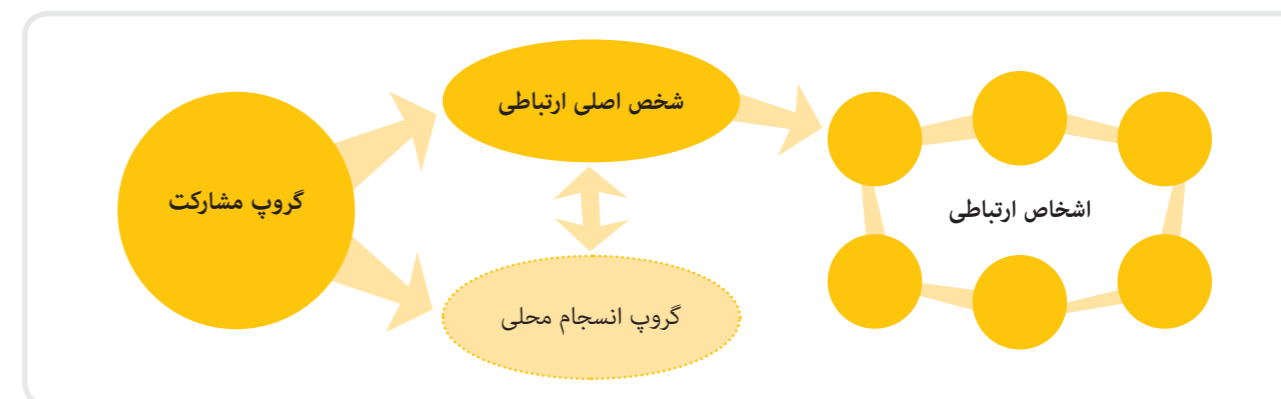 شخص اصلی ارتباطی
گروپ مشارکت
اشخاص ارتباطی
گروپ انسجام محلی